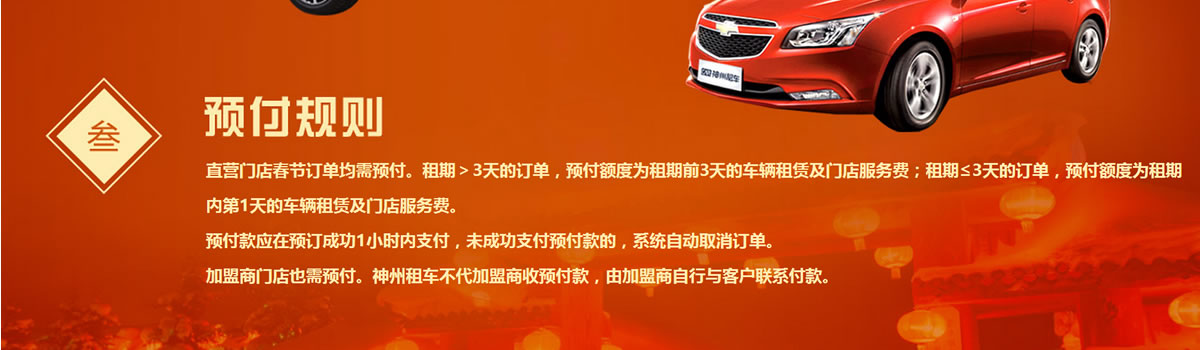 神州租车
叁
预付规则
直营门店春节订单均需预付。租期＞3天的订单，预付额度为租期前3天的车辆租赁及门店服务费；租期≤3天的订单，预付额度为租期
内第1天的车辆租赁及门店服务费。
预付款应在预订成功1小时内支付，未成功支付预付款的，系统自动取消订单。
加盟商门店也需预付。神州租车不代加盟商收预付款，由加盟商自行与客户联系付款。